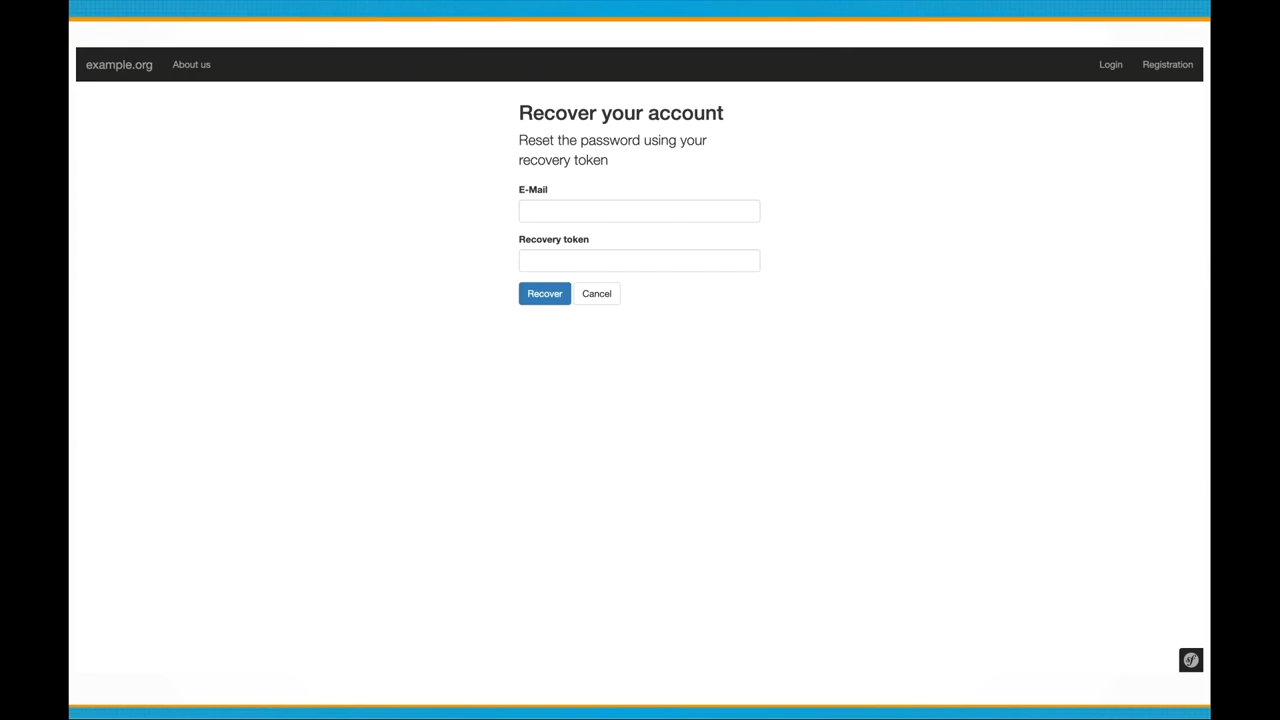 example.org About us Login Registration
Recover your account
Reset the password using your
recovery token
E-Mail
Recovery token
Recover Cancel
sf